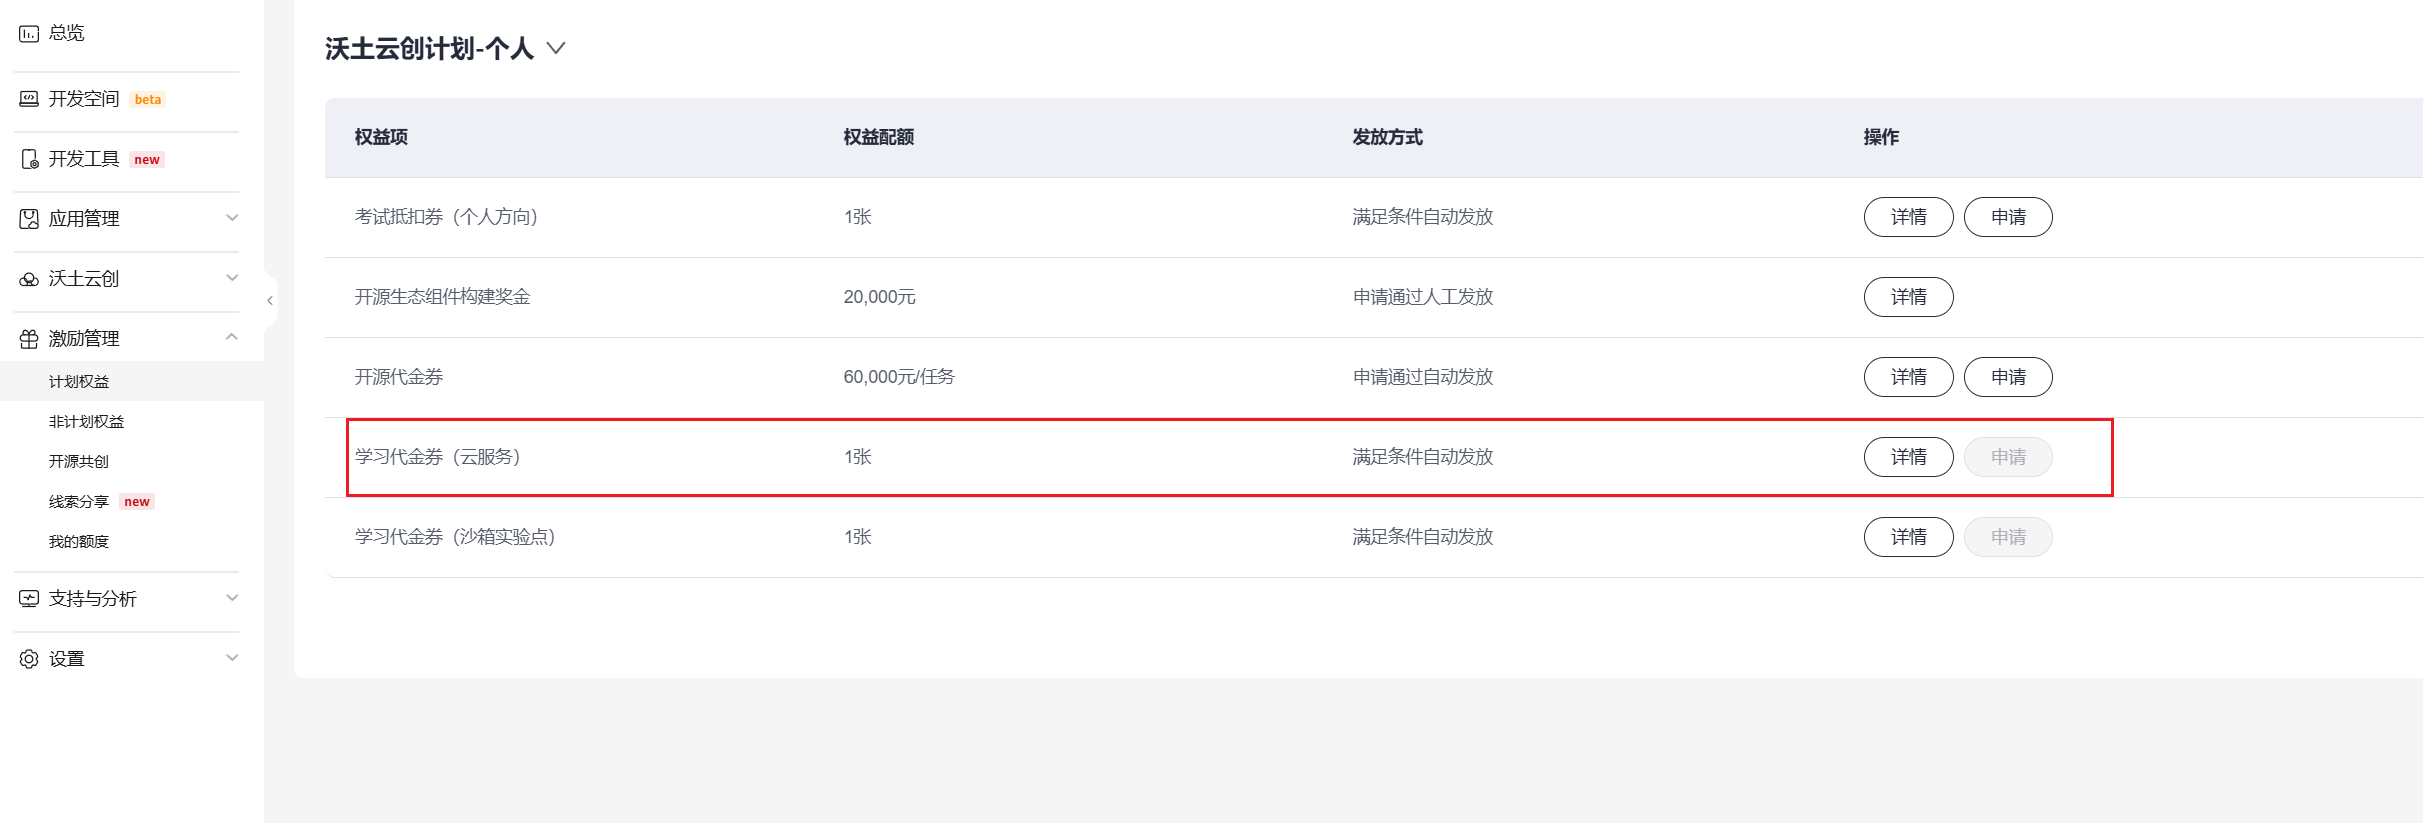 总览
开发空间 beta
开发工具 new
应用管理
沃土云创
激励管理
计划权益
非计划权益
开源共创
线索分享 new
我的额度
支持与分析
设置
沃土云创计划-个人
权益项 权益配额 发放方式 操作
考试抵扣券（个人方向） 1张 满足条件自动发放 详情 申请
开源生态组件构建奖金 20,000元 申请通过人工发放 详情
开源代金券 60,000元/任务 申请通过自动发放 详情 申请
学习代金券（云服务） 1张 满足条件自动发放 详情 申请
学习代金券（沙箱实验点） 1张 满足条件自动发放 详情 申请